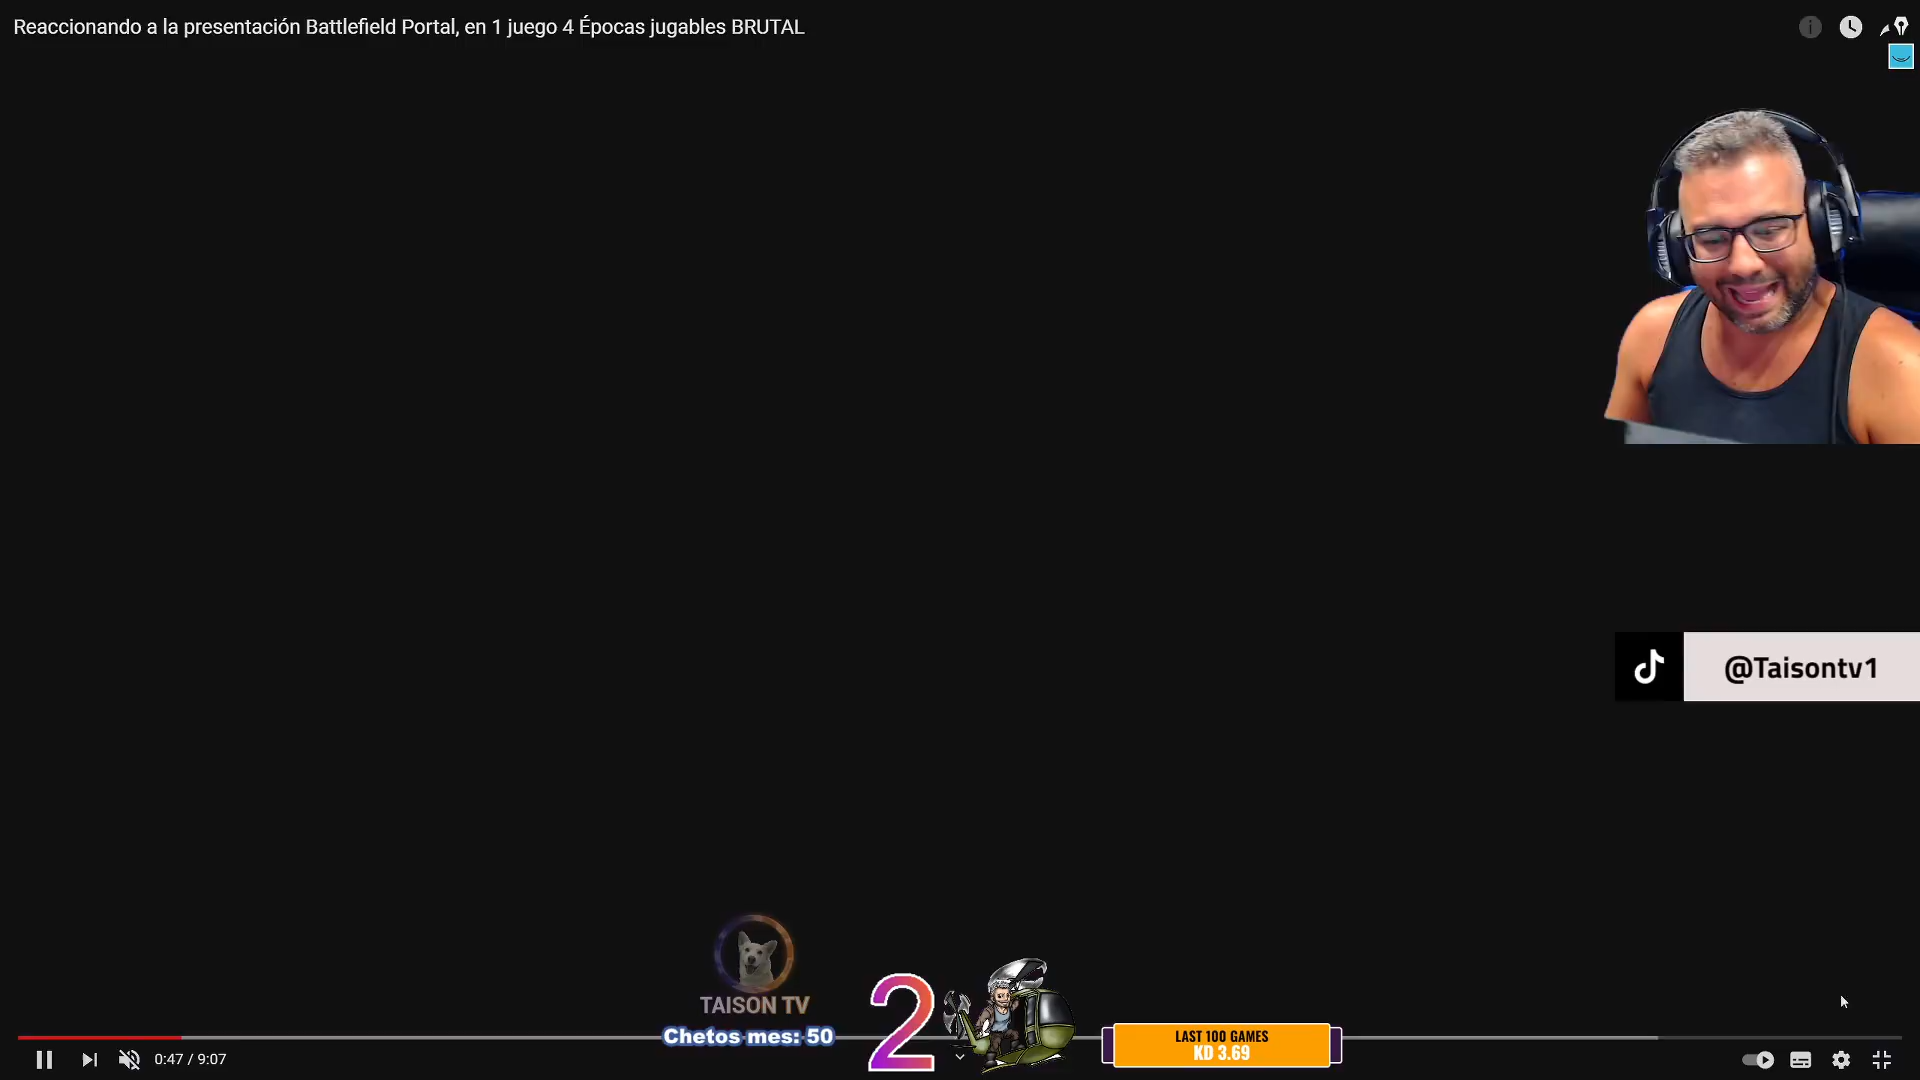 Reaccionando a la presentación Battlefield Portal, en 1 juego 4 Épocas jugables BRUTAL
@Taisontv1
TAISON TV
Chetos mes: 50
2
LAST 100 GAMES
KD 3.69
0:47 / 9:07